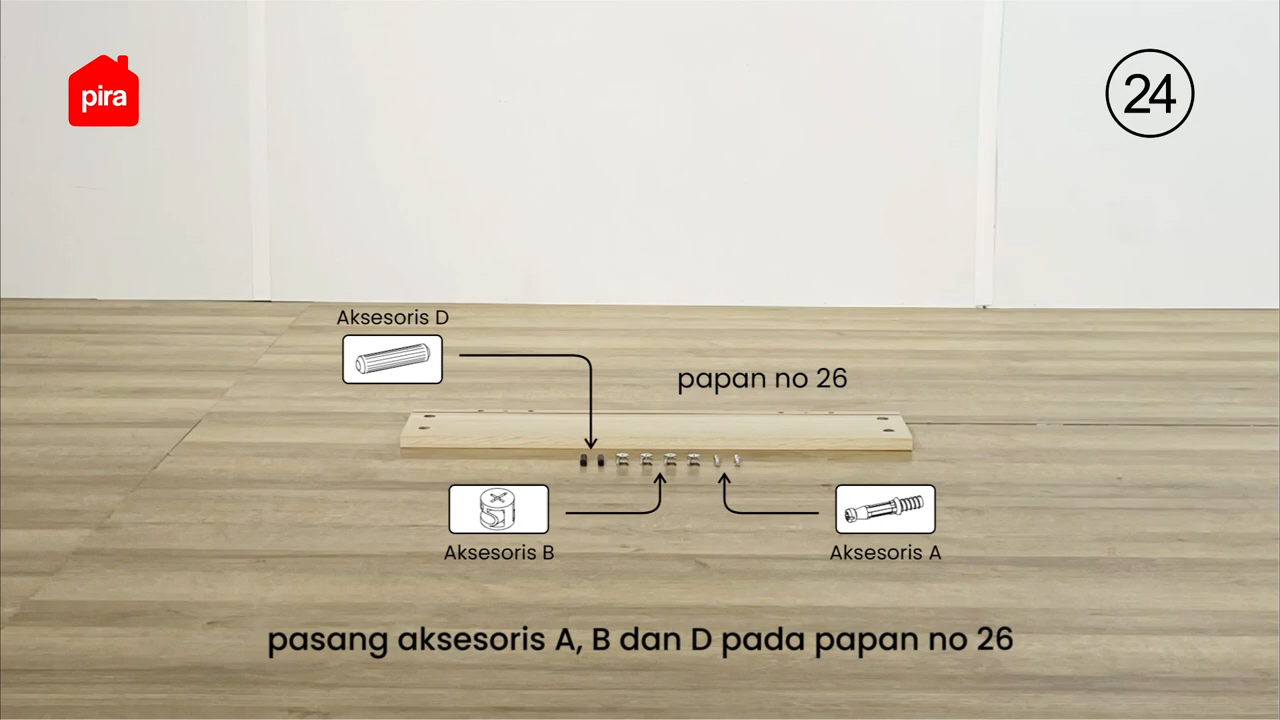 pira
24
Aksesoris D
papan no 26
Aksesoris B
Aksesoris A
pasang aksesoris A, B dan D pada papan no 26